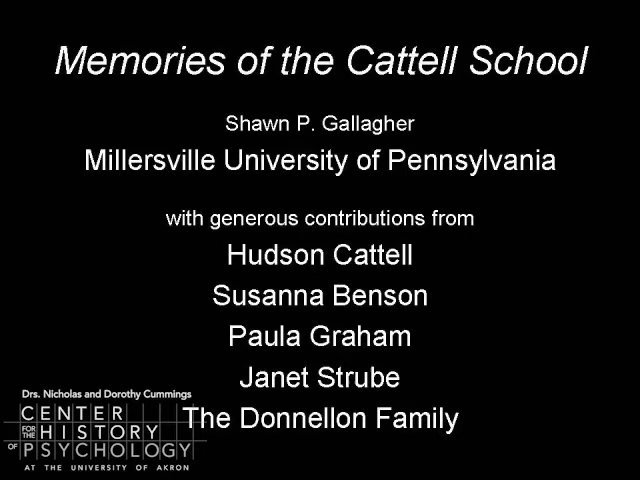 Memories of the Cattell School
Shawn P. Gallagher
Millersville University of Pennsylvania
with generous contributions from
Hudson Cattell
Susanna Benson
Paula Graham
Janet Strube
The Donnellon Family
Drs. Nicholas and Dorothy Cummings
CENTER
FOR THE HISTORY
OF PSYCHOLOGY
AT THE UNIVERSITY OF AKRON